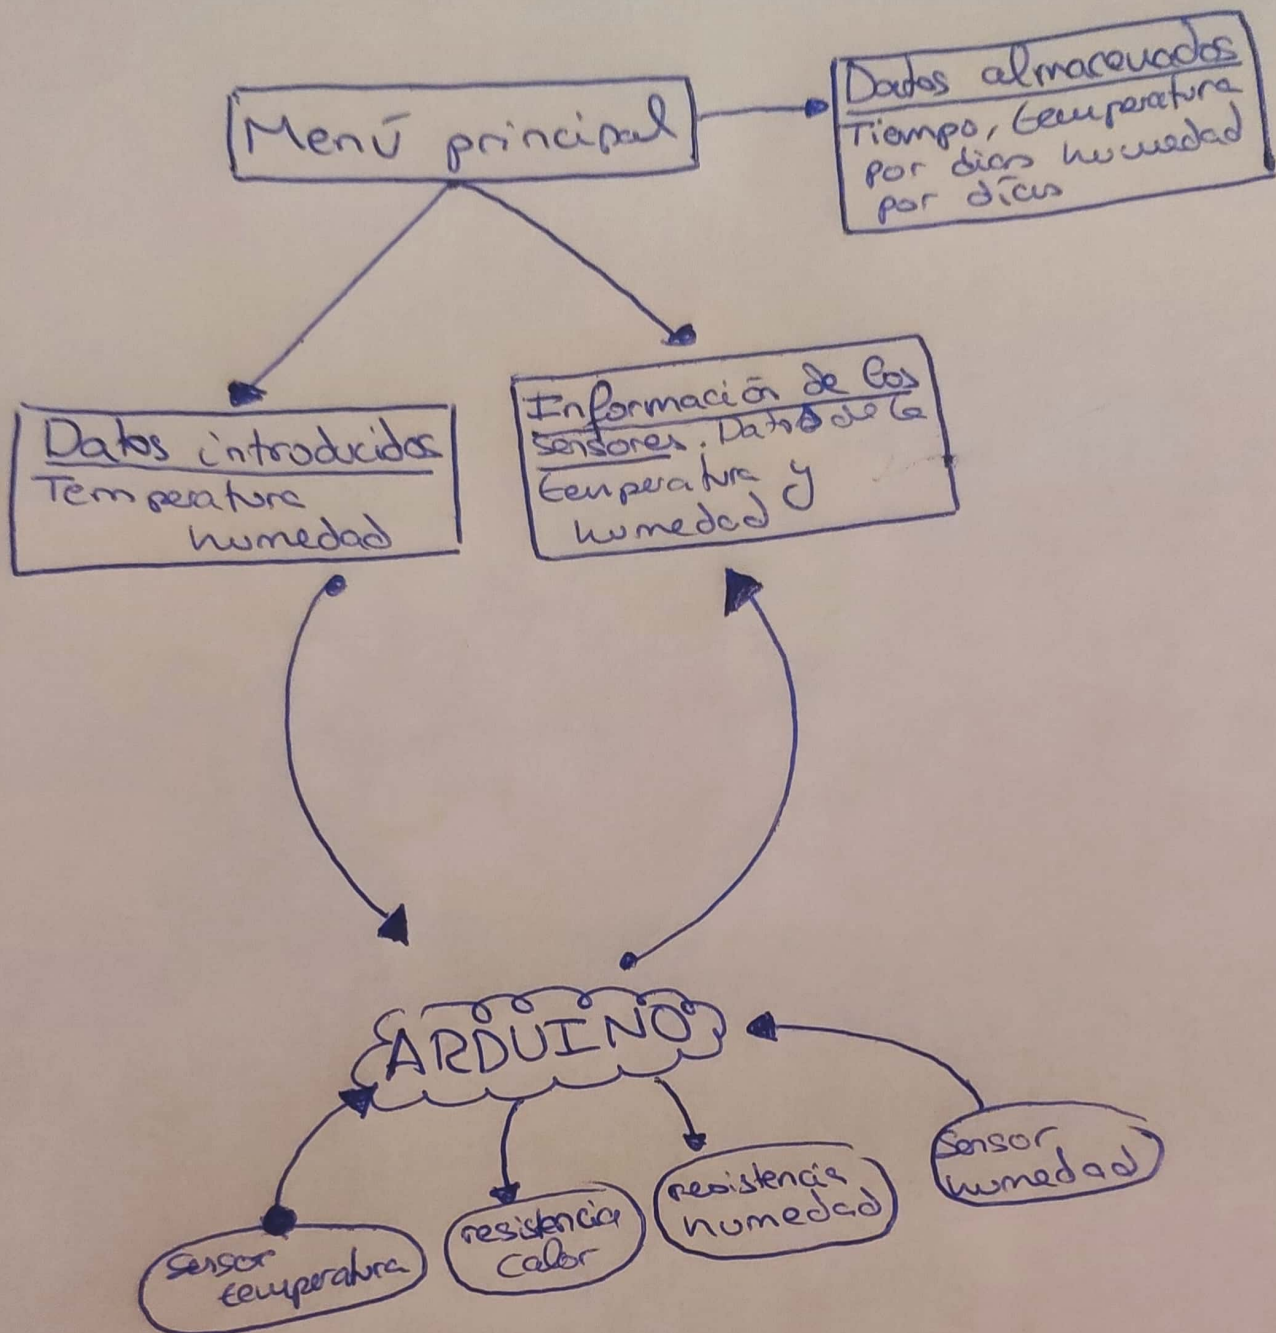 Menú principal
Datos almacenados
Tiempo, temperatura
por días humedad
por días
Datos introducidos
Temperatura
humedad
Información de los
sensores. Datos de la
temperatura y
humedad
ARDUINO
sensor
temperatura
resistencia
calor
resistencia
humedad
sensor
humedad